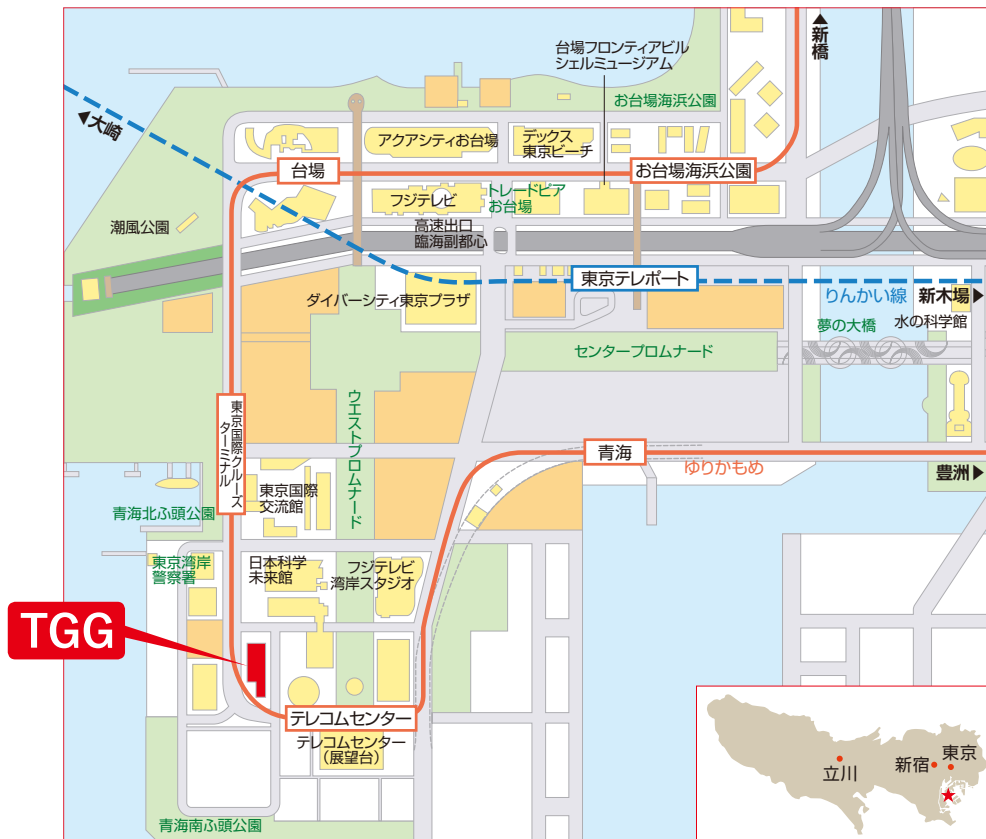 新橋
台場フロンティアビル
シェルミュージアム
お台場海浜公園
大崎
アクアシティお台場
デックス
東京ビーチ
台場
お台場海浜公園
フジテレビ
トレードピア
お台場
潮風公園
高速出口
臨海副都心
東京テレポート
ダイバーシティ東京プラザ
りんかい線
新木場
夢の大橋
水の科学館
センタープロムナード
ウエストプロムナード
東京国際クルーズ
ターミナル
青海
ゆりかもめ
豊洲
東京国際
交流館
青海北ふ頭公園
東京湾岸
警察署
日本科学
未来館
フジテレビ
湾岸スタジオ
TGG
テレコムセンター
テレコムセンター
（展望台）
青海南ふ頭公園
立川
新宿
東京